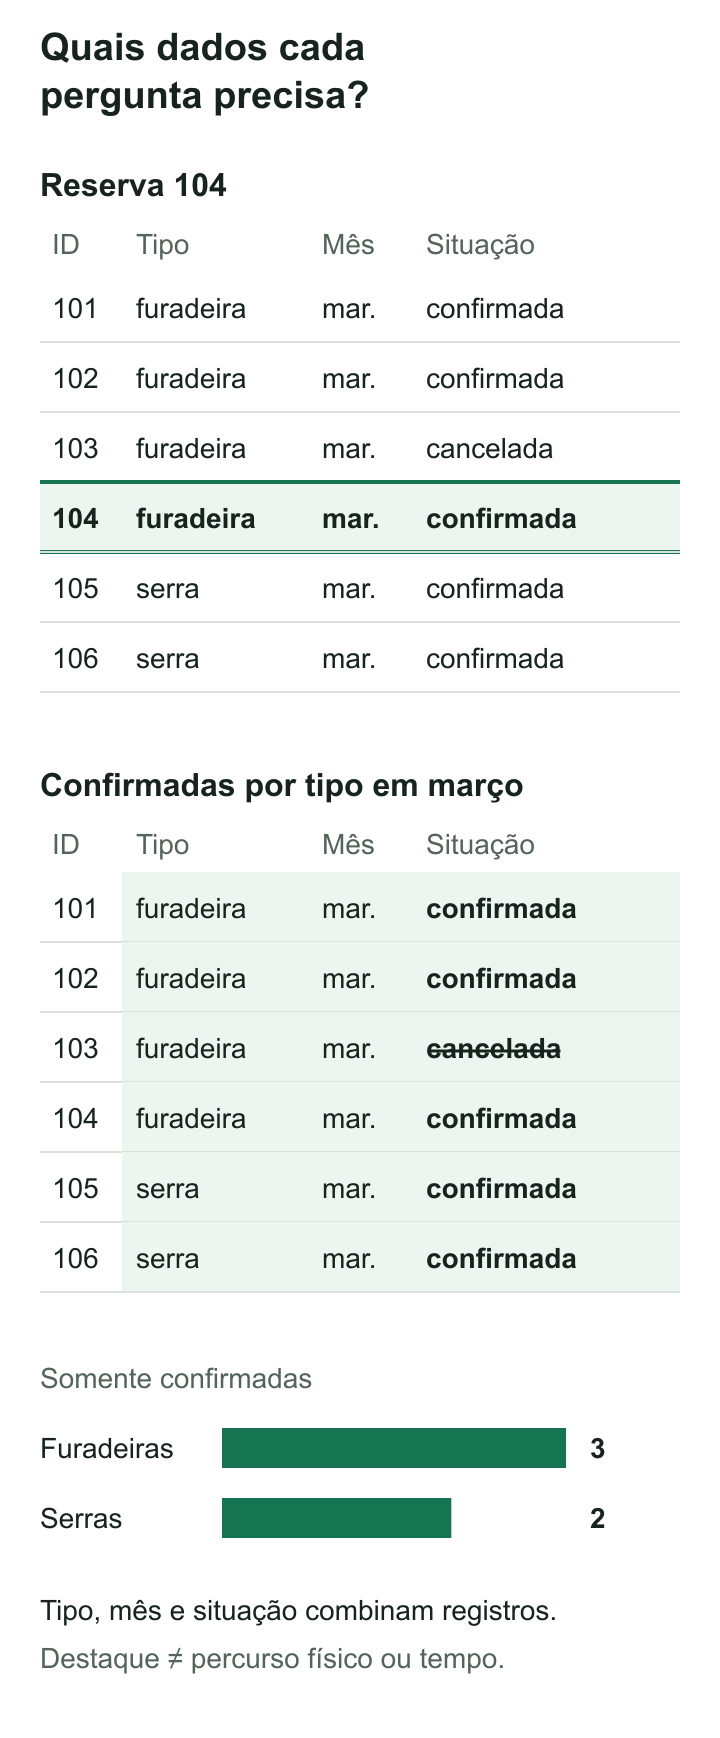 Quais dados cada
pergunta precisa?
Reserva 104
ID Tipo Mês Situação
101 furadeira mar. confirmada
102 furadeira mar. confirmada
103 furadeira mar. cancelada
104 furadeira mar. confirmada
105 serra mar. confirmada
106 serra mar. confirmada
Confirmadas por tipo em março
ID Tipo Mês Situação
101 furadeira mar. confirmada
102 furadeira mar. confirmada
103 furadeira mar. cancelada
104 furadeira mar. confirmada
105 serra mar. confirmada
106 serra mar. confirmada
Somente confirmadas
Furadeiras 3
Serras 2
Tipo, mês e situação combinam registros.
Destaque ≠ percurso físico ou tempo.